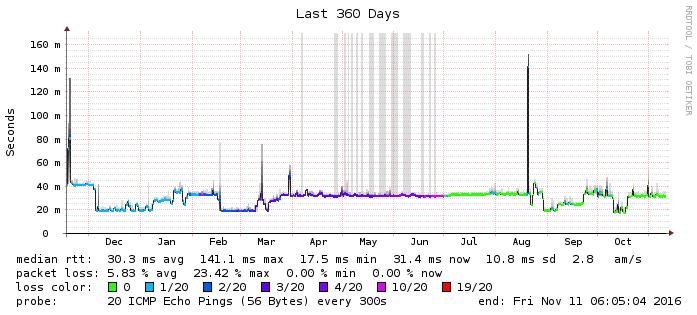 Last 360 Days
RRDTOOL / TOBI OETIKER
Seconds
160 m
140 m
120 m
100 m
80 m
60 m
40 m
20 m
0
Dec Jan Feb Mar Apr May Jun Jul Aug Sep Oct
median rtt: 30.3 ms avg 141.1 ms max 17.5 ms min 31.4 ms now 10.8 ms sd 2.8 am/s
packet loss: 5.83 % avg 23.42 % max 0.00 % min 0.00 % now
loss color: 0 1/20 2/20 3/20 4/20 10/20 19/20
probe: 20 ICMP Echo Pings (56 Bytes) every 300s end: Fri Nov 11 06:05:04 2016